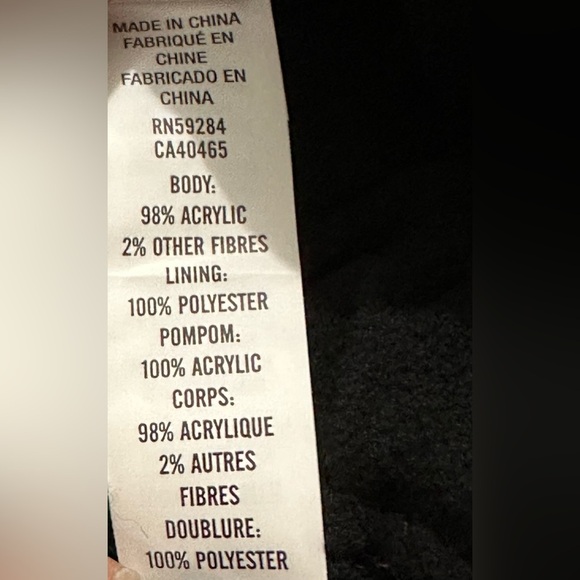 MADE IN CHINA
FABRIQUÉ EN
CHINE
FABRICADO EN
CHINA
RN59284
CA40465
BODY:
98% ACRYLIC
2% OTHER FIBRES
LINING:
100% POLYESTER
POMPOM:
100% ACRYLIC
CORPS:
98% ACRYLIQUE
2% AUTRES
FIBRES
DOUBLURE:
100% POLYESTER